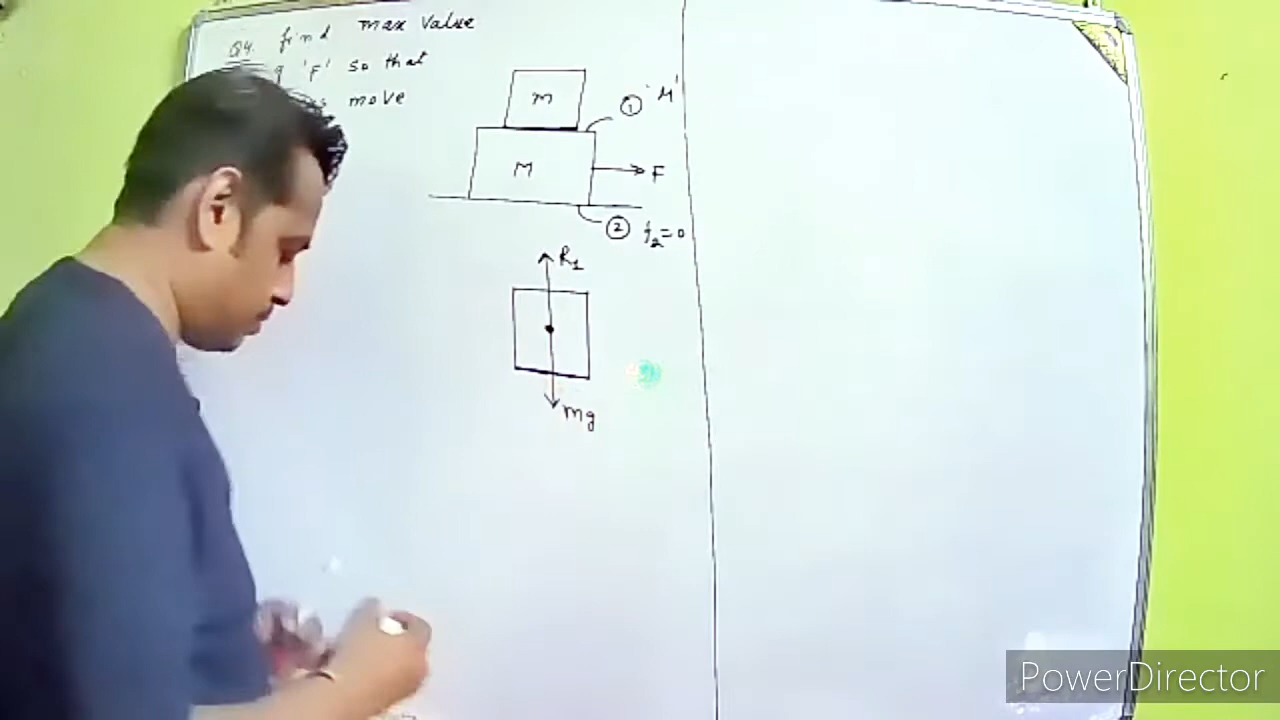 Q4. find max value
'F' so that
move
m
① 'M'
M
F
② f₂=0
R₁
mg
PowerDirector